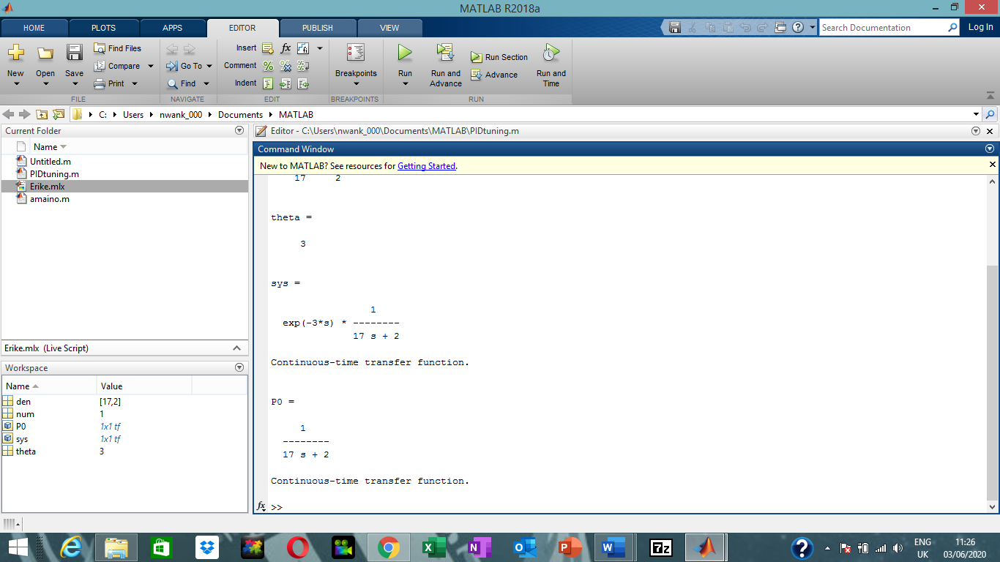 MATLAB R2018a
HOME PLOTS APPS EDITOR PUBLISH VIEW
Search Documentation
Log In
New
Open
Save
Find Files
Compare
Print
FILE
Go To
Find
NAVIGATE
Insert
Comment
Indent
fx
EDIT
Breakpoints
BREAKPOINTS
Run
Run and
Advance
Run Section
Advance
Run and
Time
RUN
C: Users nwank_000 Documents MATLAB
Current Folder
Name
Untitled.m
PIDtuning.m
Erike.mlx
amaino.m
Erike.mlx (Live Script)
Workspace
Name Value
den [17,2]
num 1
P0 1x1 tf
sys 1x1 tf
theta 3
Editor - C:\Users\nwank_000\Documents\MATLAB\PIDtuning.m
Command Window
New to MATLAB? See resources for Getting Started.
17 2
theta =
3
sys =
1
exp(-3*s) * --------
17 s + 2
Continuous-time transfer function.
P0 =
1
--------
17 s + 2
Continuous-time transfer function.
fx >>
ENG
UK
11:26
03/06/2020